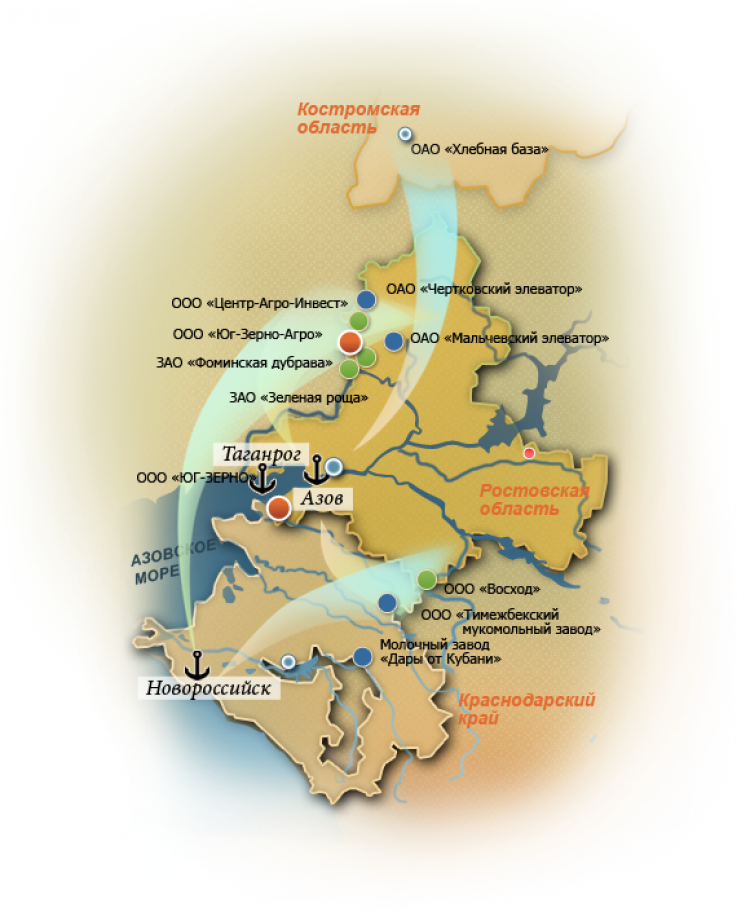 Костромская
область
ОАО «Хлебная база»
ОАО «Чертковский элеватор»
ООО «Центр-Агро-Инвест»
ООО «Юг-Зерно-Агро»
ОАО «Мальчевский элеватор»
ЗАО «Фоминская дубрава»
ЗАО «Зеленая роща»
Таганрог
ООО «ЮГ-ЗЕРНО»
Азов
Ростовская
область
АЗОВСКОЕ
МОРЕ
ООО «Восход»
ООО «Тимежбекский
мукомольный завод»
Молочный завод
«Дары от Кубани»
Новороссийск
Краснодарский
край